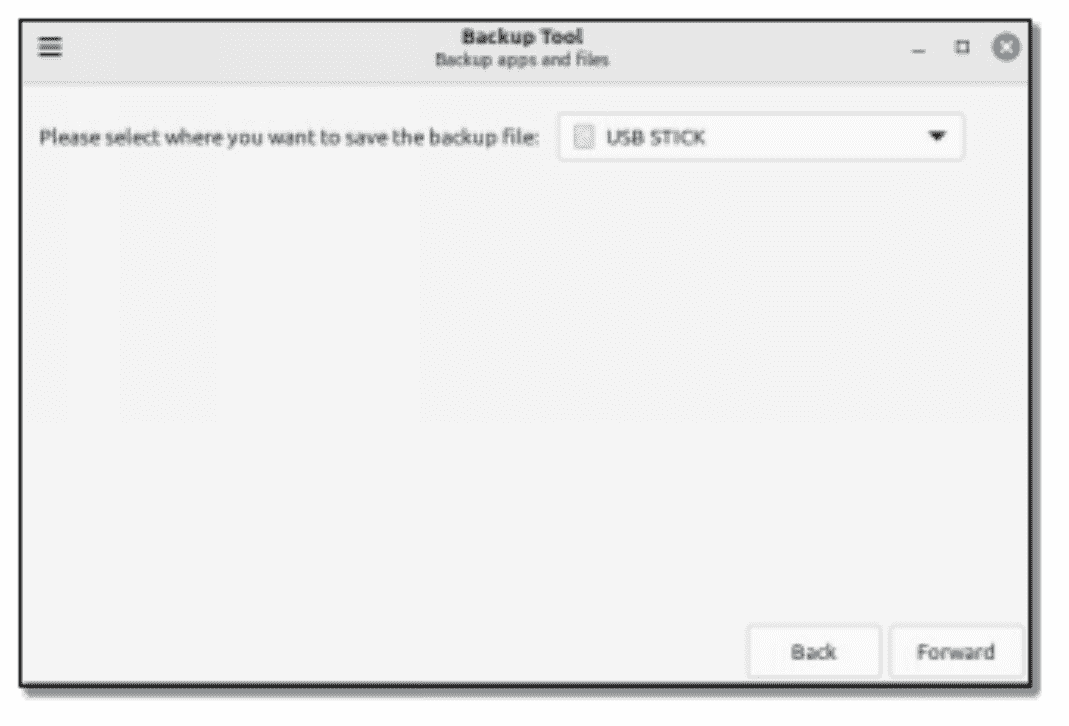 Backup Tool
Backup apps and files
Please select where you want to save the backup file: USB STICK
Back Forward